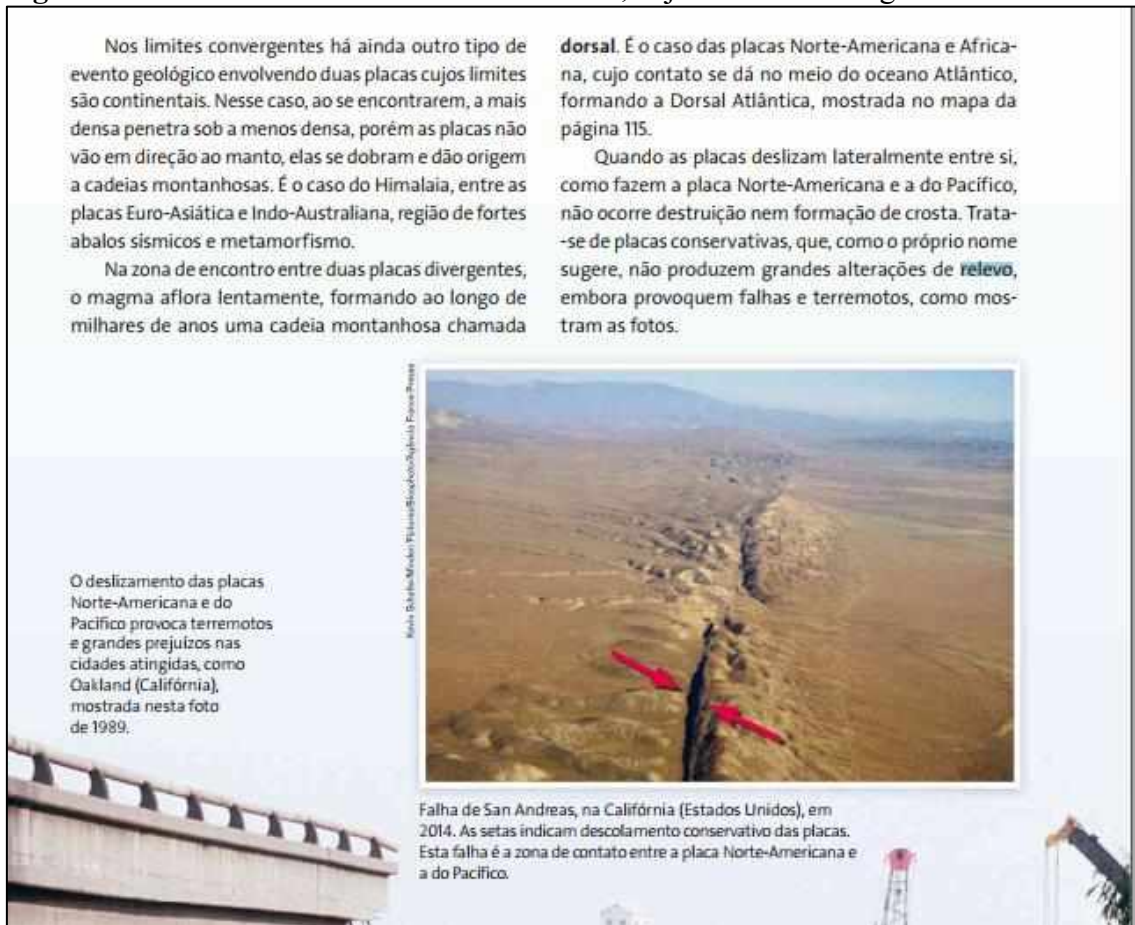 Nos limites convergentes há ainda outro tipo de
evento geológico envolvendo duas placas cujos limites
são continentais. Nesse caso, ao se encontrarem, a mais
densa penetra sob a menos densa, porém as placas não
vão em direção ao manto, elas se dobram e dão origem
a cadeias montanhosas. É o caso do Himalaia, entre as
placas Euro-Asiática e Indo-Australiana, região de fortes
abalos sísmicos e metamorfismo.
Na zona de encontro entre duas placas divergentes,
o magma aflora lentamente, formando ao longo de
milhares de anos uma cadeia montanhosa chamada
dorsal. É o caso das placas Norte-Americana e Africa-
na, cujo contato se dá no meio do oceano Atlântico,
formando a Dorsal Atlântica, mostrada no mapa da
página 115.
Quando as placas deslizam lateralmente entre si,
como fazem a placa Norte-Americana e a do Pacífico,
não ocorre destruição nem formação de crosta. Trata-
-se de placas conservativas, que, como o próprio nome
sugere, não produzem grandes alterações de relevo,
embora provoquem falhas e terremotos, como mos-
tram as fotos.
O deslizamento das placas
Norte-Americana e do
Pacífico provoca terremotos
e grandes prejuízos nas
cidades atingidas, como
Oakland (Califórnia),
mostrada nesta foto
de 1989.
Falha de San Andreas, na Califórnia (Estados Unidos), em
2014. As setas indicam descolamento conservativo das placas.
Esta falha é a zona de contato entre a placa Norte-Americana e
a do Pacífico.